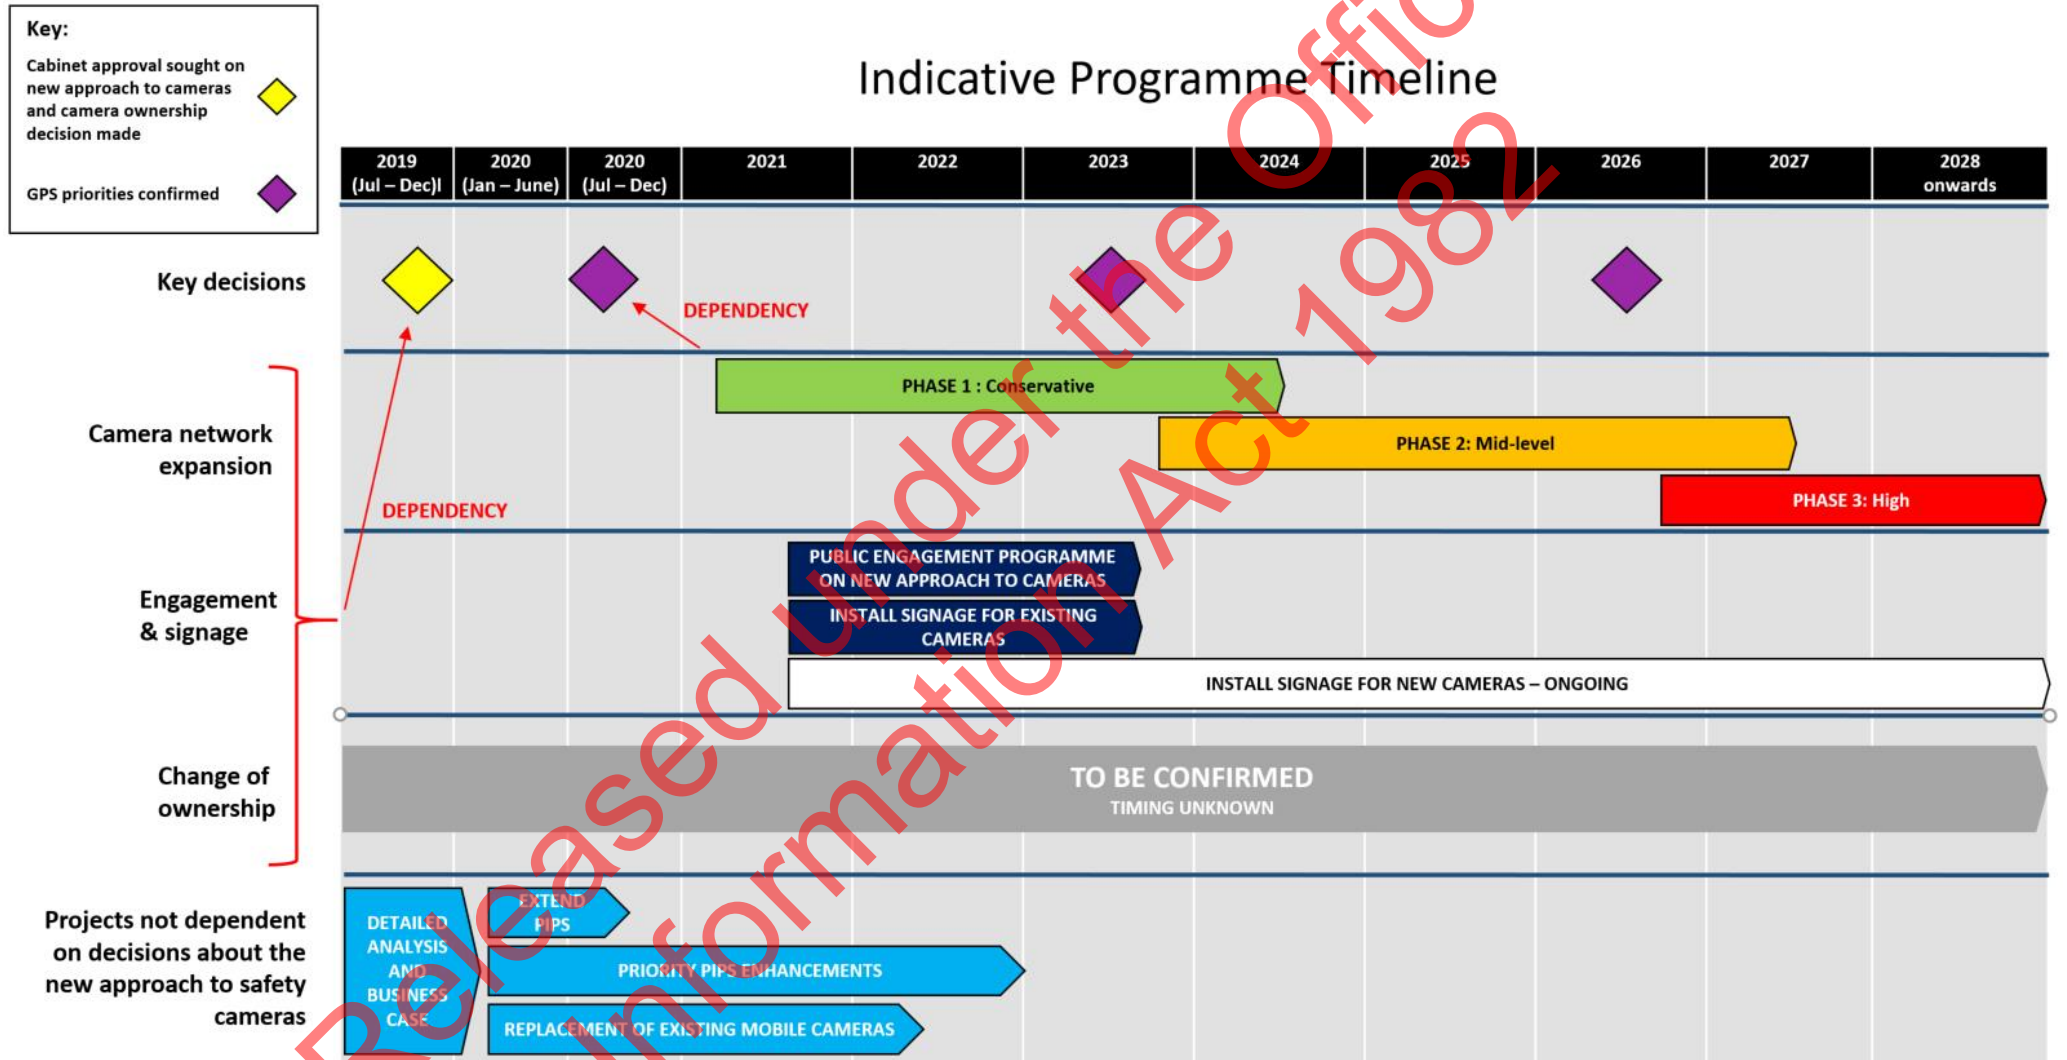 Key:
Cabinet approval sought on
new approach to cameras
and camera ownership
decision made
GPS priorities confirmed
Indicative Programme Timeline
2019
(Jul – Dec)l
2020
(Jan – June)
2020
(Jul – Dec)
2021
2022
2023
2024
2025
2026
2027
2028
onwards
Key decisions
DEPENDENCY
Camera network
expansion
PHASE 1 : Conservative
PHASE 2: Mid-level
PHASE 3: High
DEPENDENCY
Engagement
& signage
PUBLIC ENGAGEMENT PROGRAMME
ON NEW APPROACH TO CAMERAS
INSTALL SIGNAGE FOR EXISTING
CAMERAS
INSTALL SIGNAGE FOR NEW CAMERAS – ONGOING
Change of
ownership
TO BE CONFIRMED
TIMING UNKNOWN
Projects not dependent
on decisions about the
new approach to safety
cameras
DETAILED
ANALYSIS
AND
BUSINESS
CASE
EXTEND
PIPS
PRIORITY PIPS ENHANCEMENTS
REPLACEMENT OF EXISTING MOBILE CAMERAS
Released under the
Information Act 1982